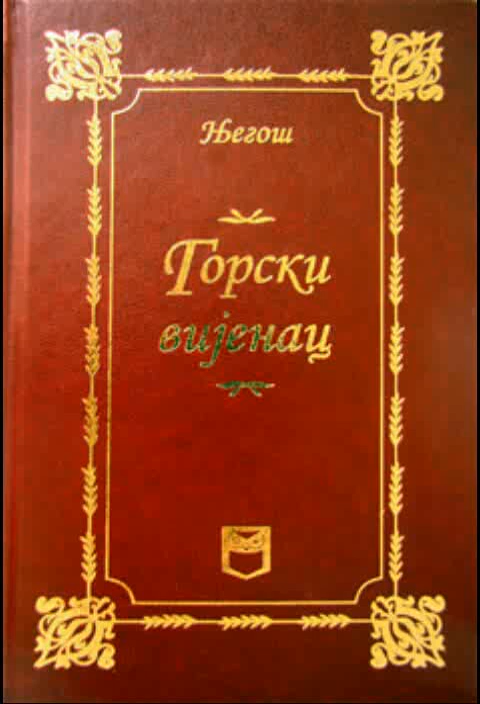 Његош
Горски
вијенац